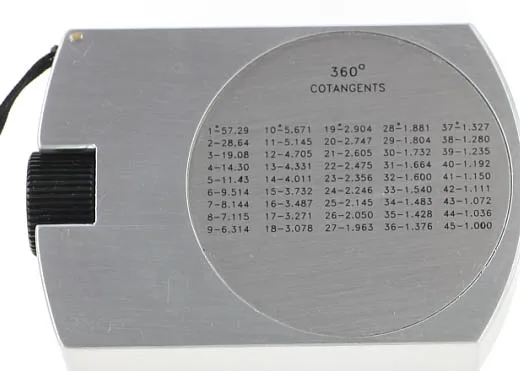 360°
COTANGENTS
1°-57.29 10°-5.671 19°-2.904 28°-1.881 37°-1.327
2-28.64 11-5.145 20-2.747 29-1.804 38-1.280
3-19.08 12-4.705 21-2.605 30-1.732 39-1.235
4-14.30 13-4.331 22-2.475 31-1.664 40-1.192
5-11.43 14-4.011 23-2.356 32-1.600 41-1.150
6-9.514 15-3.732 24-2.246 33-1.540 42-1.111
7-8.144 16-3.487 25-2.145 34-1.483 43-1.072
8-7.115 17-3.271 26-2.050 35-1.428 44-1.036
9-6.314 18-3.078 27-1.963 36-1.376 45-1.000